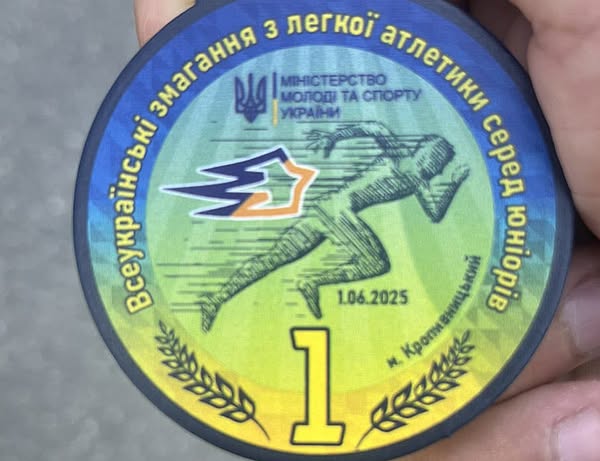 Всеукраїнські змагання з легкої атлетики серед юніорів
МІНІСТЕРСТВО
МОЛОДІ ТА СПОРТУ
УКРАЇНИ
1.06.2025
м. Кропивницький
1